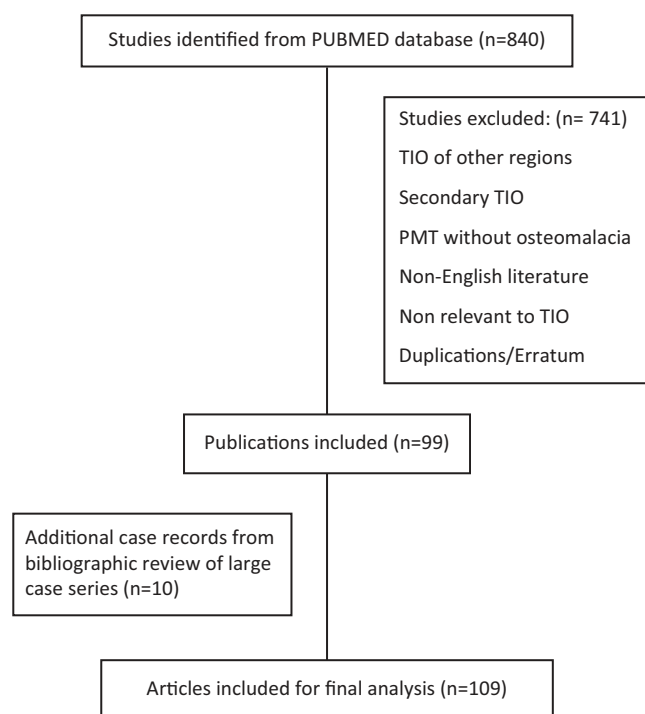 Studies identified from PUBMED database (n=840)
Studies excluded: (n= 741)
TIO of other regions
Secondary TIO
PMT without osteomalacia
Non-English literature
Non relevant to TIO
Duplications/Erratum
Publications included (n=99)
Additional case records from
bibliographic review of large
case series (n=10)
Articles included for final analysis (n=109)